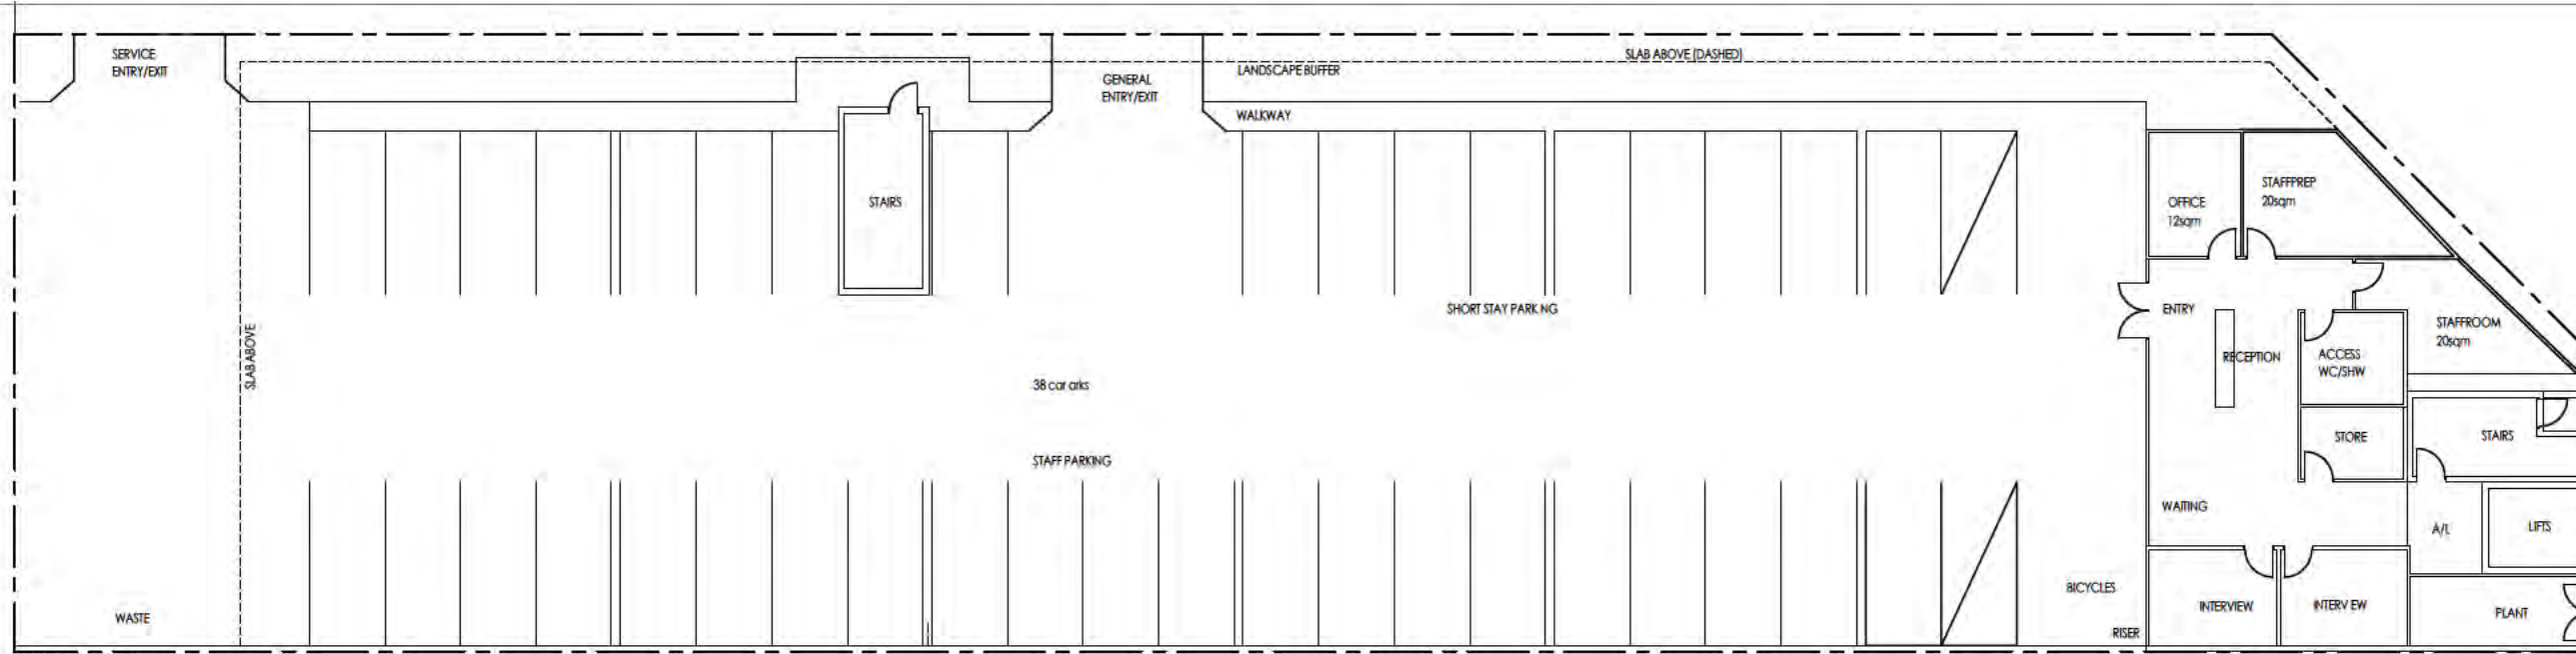 SERVICE
ENTRY/EXIT
SLAB ABOVE (DASHED)
LANDSCAPE BUFFER
GENERAL
ENTRY/EXIT
WALKWAY
STAIRS
OFFICE
12sqm
STAFFPREP
20sqm
SHORT STAY PARK NG
ENTRY
STAFFROOM
20sqm
SLAB ABOVE
RECEPTION
ACCESS
WC/SHW
38 car arks
STORE
STAIRS
STAFF PARKING
WAITING
A/L
LIFTS
BICYCLES
INTERVIEW
INTERV EW
PLANT
WASTE
RISER